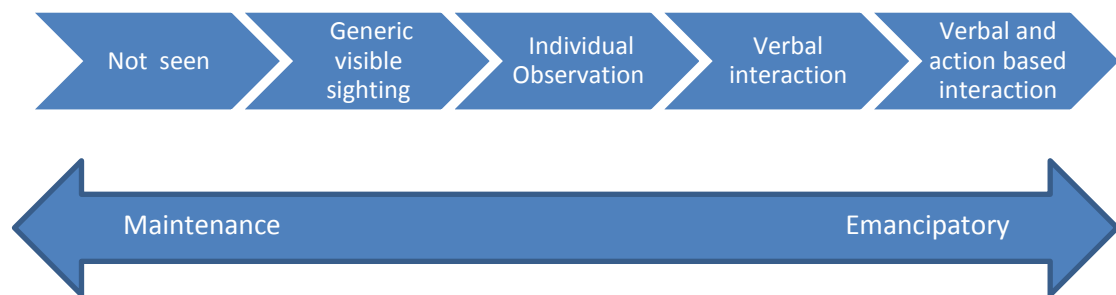 Not seen
Generic
visible
sighting
Individual
Observation
Verbal
interaction
Verbal and
action based
interaction
Maintenance
Emancipatory